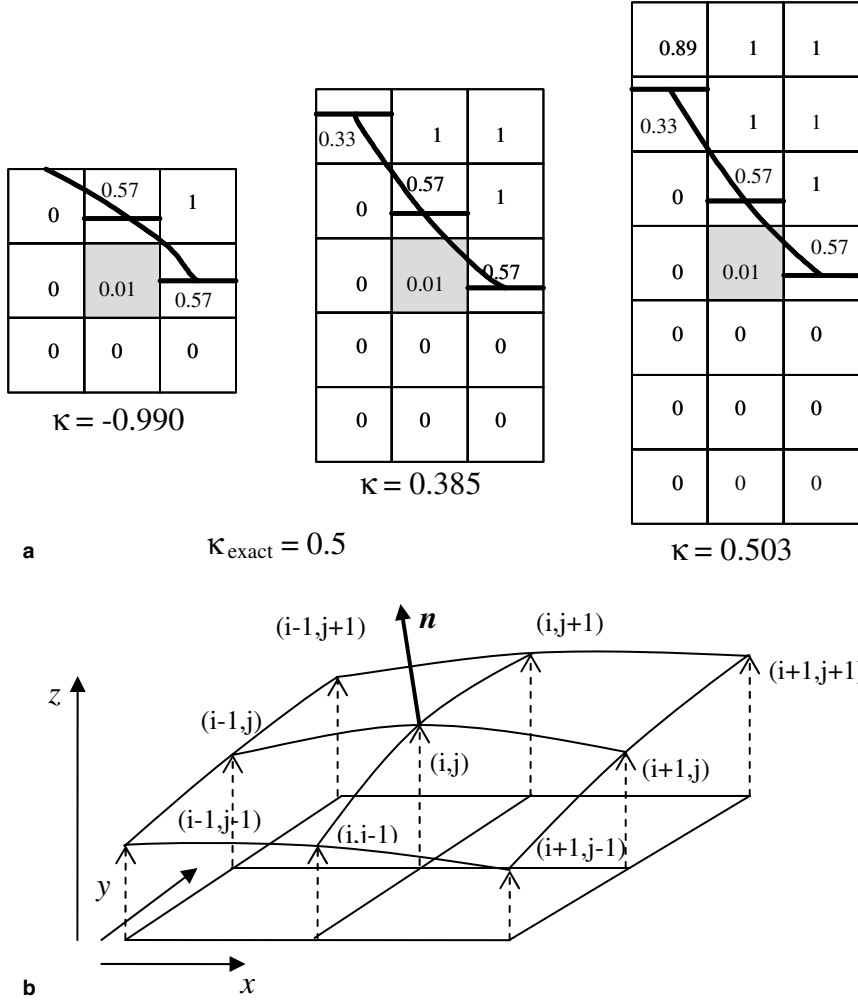 0 0.57 1
0 0.01 0.57
0 0 0
κ = -0.990
0.33 1 1
0 0.57 1
0 0.01 0.57
0 0 0
0 0 0
κ = 0.385
0.89 1 1
0.33 1 1
0 0.57 1
0 0.01 0.57
0 0 0
0 0 0
0 0 0
κ = 0.503
a
κexact = 0.5
(i-1,j+1)
n
(i,j+1)
(i+1,j+1)
z
(i-1,j)
(i,j)
(i+1,j)
(i-1,j-1)
(i,j-1)
(i+1,j-1)
y
b
x